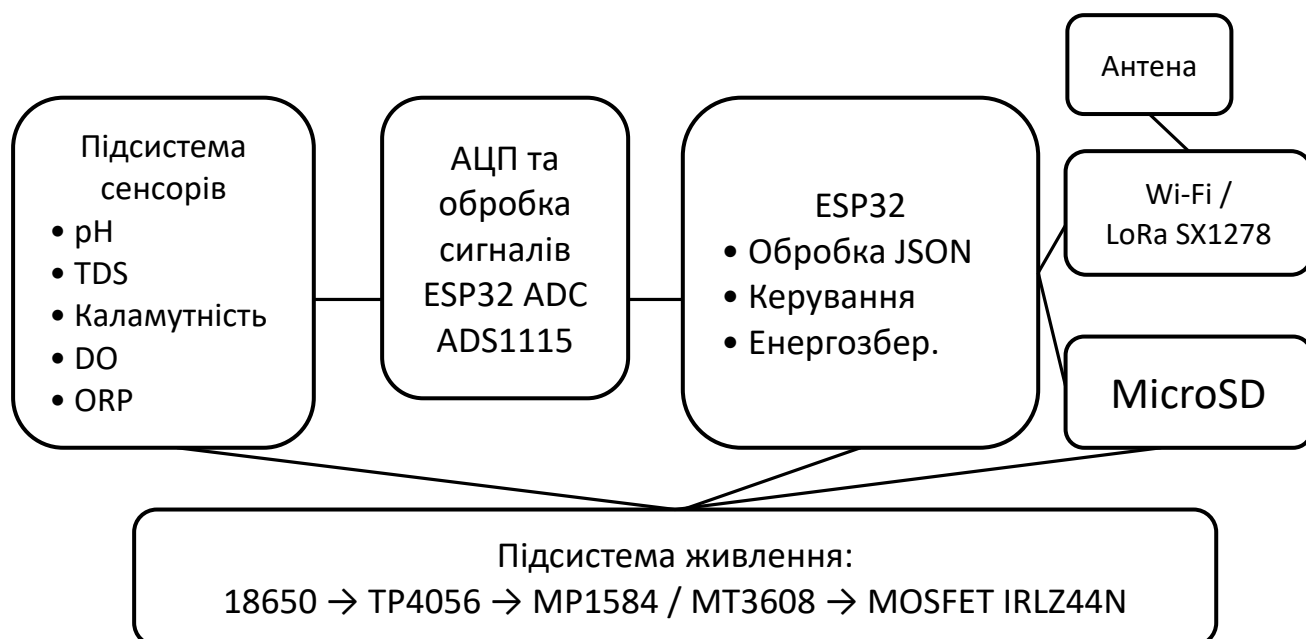 Підсистема
сенсорів
• pH
• TDS
• Каламутність
• DO
• ORP
АЦП та
обробка
сигналів
ESP32 ADC
ADS1115
ESP32
• Обробка JSON
• Керування
• Енергозбер.
Антена
Wi-Fi /
LoRa SX1278
MicroSD
Підсистема живлення:
18650 → TP4056 → MP1584 / MT3608 → MOSFET IRLZ44N